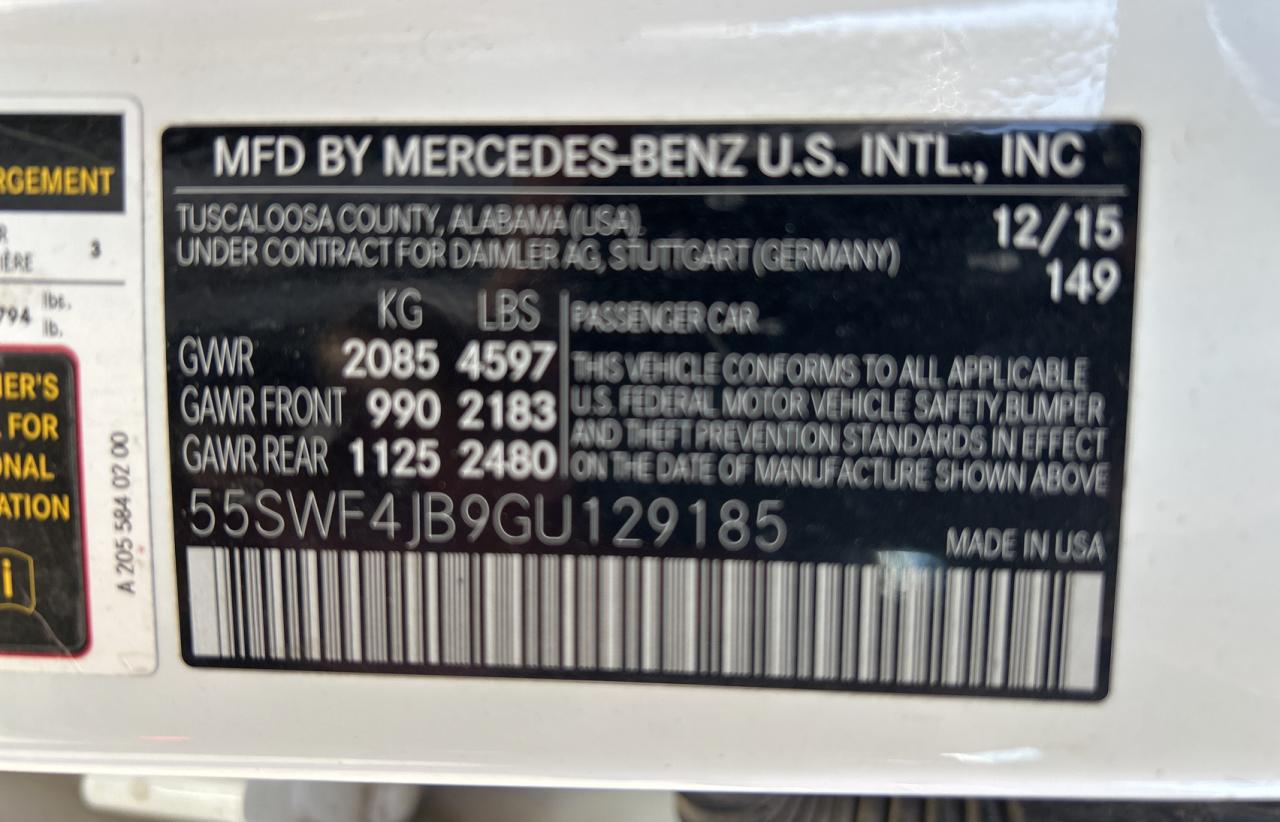 RGEMENT
R
IÈRE 3
794 lbs.
lb.
ER'S
FOR
ONAL
ATION
i
A 205 584 02 00
MFD BY MERCEDES-BENZ U.S. INTL., INC
TUSCALOOSA COUNTY, ALABAMA (USA), 12/15
UNDER CONTRACT FOR DAIMLER AG, STUTTGART (GERMANY) 149
KG LBS
GVWR 2085 4597
GAWR FRONT 990 2183
GAWR REAR 1125 2480
PASSENGER CAR
THIS VEHICLE CONFORMS TO ALL APPLICABLE
U.S. FEDERAL MOTOR VEHICLE SAFETY,BUMPER
AND THEFT PREVENTION STANDARDS IN EFFECT
ON THE DATE OF MANUFACTURE SHOWN ABOVE
55SWF4JB9GU129185
MADE IN USA